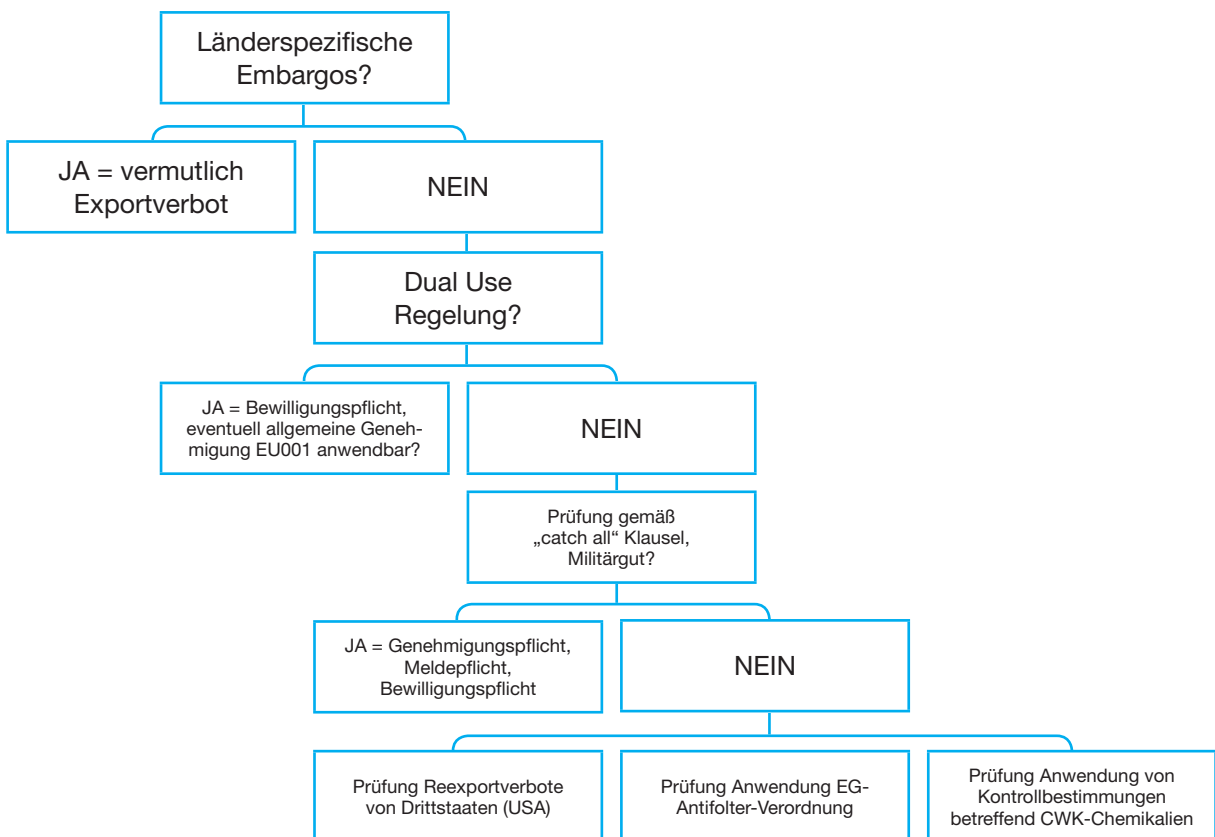 Länderspezifische
Embargos?
JA = vermutlich
Exportverbot
NEIN
Dual Use
Regelung?
JA = Bewilligungspflicht,
eventuell allgemeine Geneh-
migung EU001 anwendbar?
NEIN
Prüfung gemäß
„catch all“ Klausel,
Militärgut?
JA = Genehmigungspflicht,
Meldepflicht,
Bewilligungspflicht
NEIN
Prüfung Reexportverbote
von Drittstaaten (USA)
Prüfung Anwendung EG-
Antifolter-Verordnung
Prüfung Anwendung von
Kontrollbestimmungen
betreffend CWK-Chemikalien